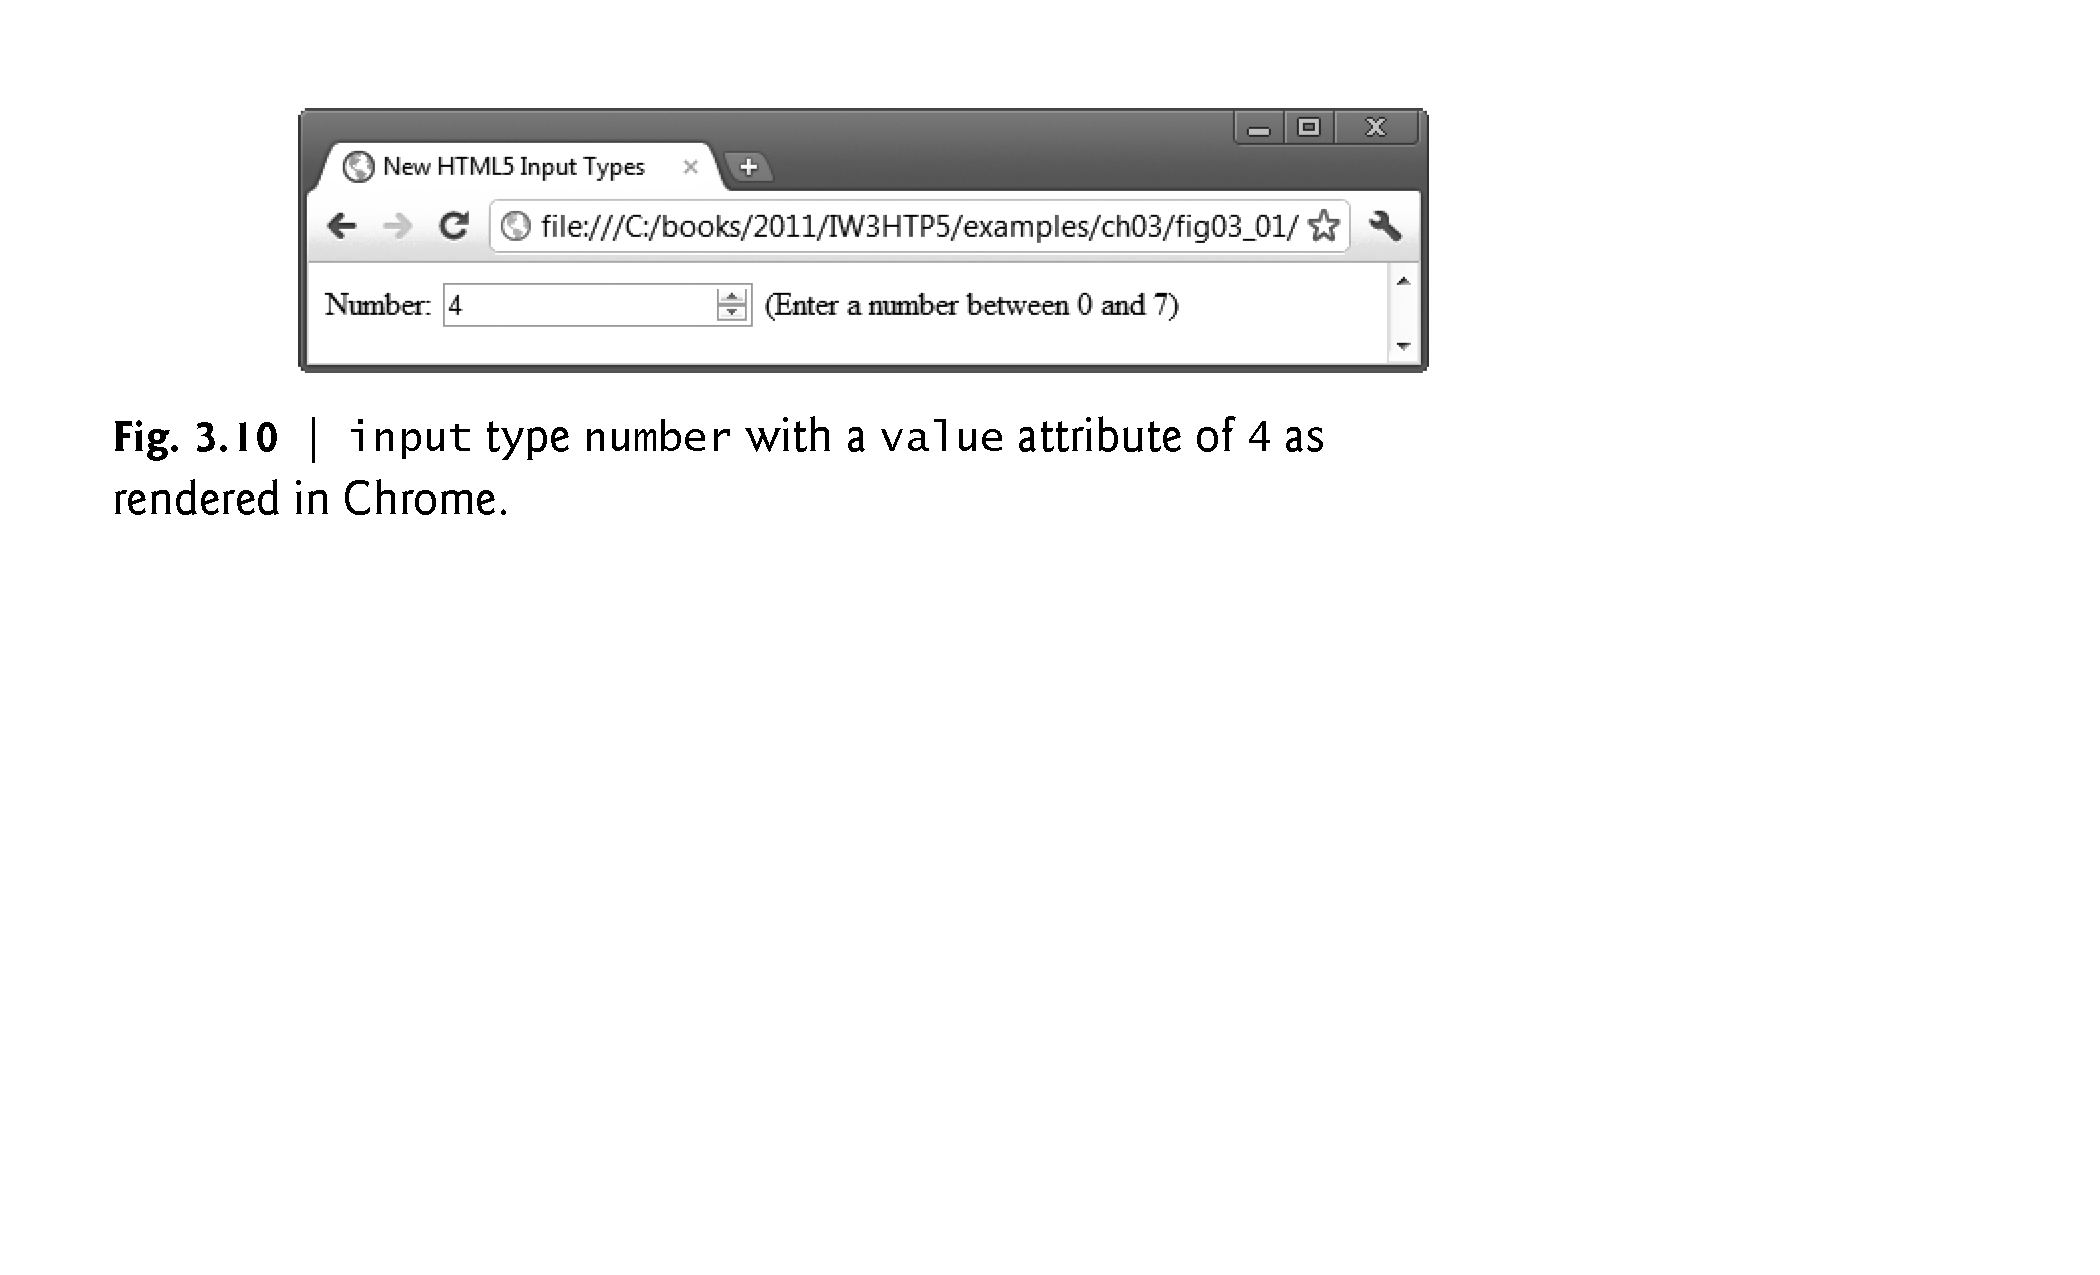 New HTML5 Input Types
file:///C:/books/2011/IW3HTP5/examples/ch03/fig03_01/
Number: 4 (Enter a number between 0 and 7)
Fig. 3.10 | input type number with a value attribute of 4 as
rendered in Chrome.